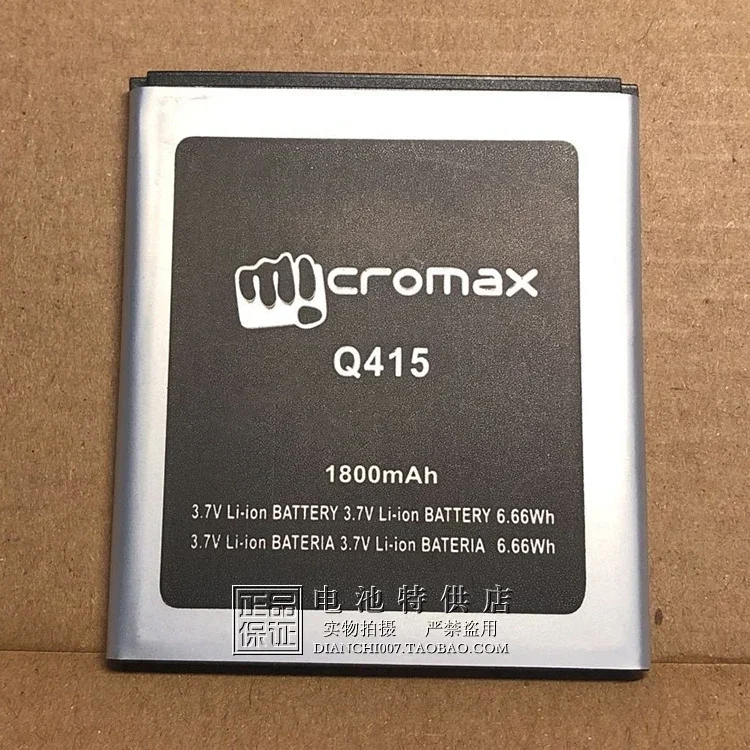 micromax
Q415
1800mAh
3.7V Li-ion BATTERY 3.7V Li-ion BATTERY 6.66Wh
3.7V Li-ion BATERIA 3.7V Li-ion BATERIA 6.66Wh
正品保证
电池特供店
实物拍摄 严禁盗用
DIANCHI007.TAOBAO.COM